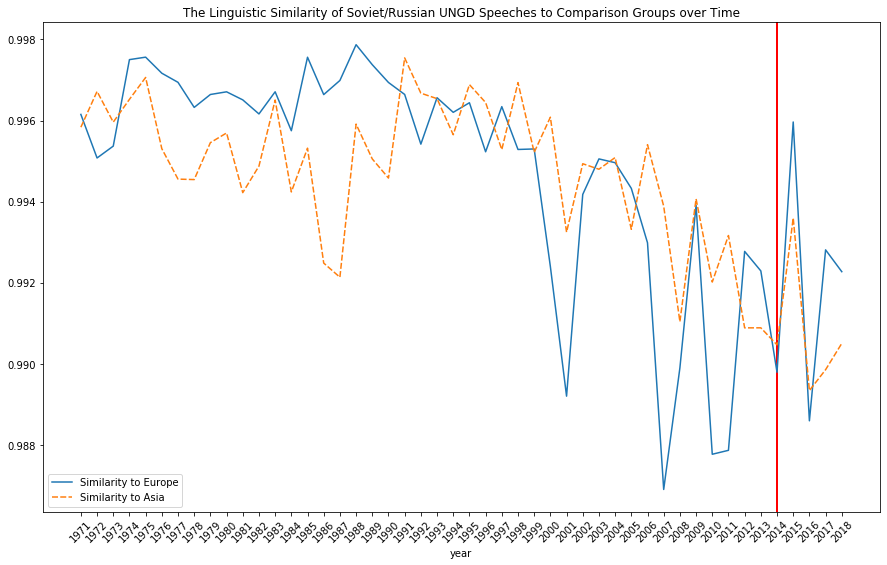 The Linguistic Similarity of Soviet/Russian UNGD Speeches to Comparison Groups over Time
0.998
0.996
0.994
0.992
0.990
0.988
Similarity to Europe
Similarity to Asia
1971 1972 1973 1974 1975 1976 1977 1978 1979 1980 1981 1982 1983 1984 1985 1986 1987 1988 1989 1990 1991 1992 1993 1994 1995 1996 1997 1998 1999 2000 2001 2002 2003 2004 2005 2006 2007 2008 2009 2010 2011 2012 2013 2014 2015 2016 2017 2018
year